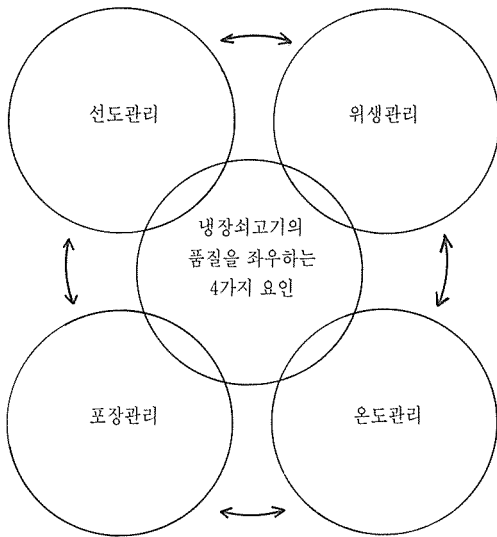 선도관리
위생관리
냉장쇠고기의
품질을 좌우하는
4가지 요인
포장관리
온도관리